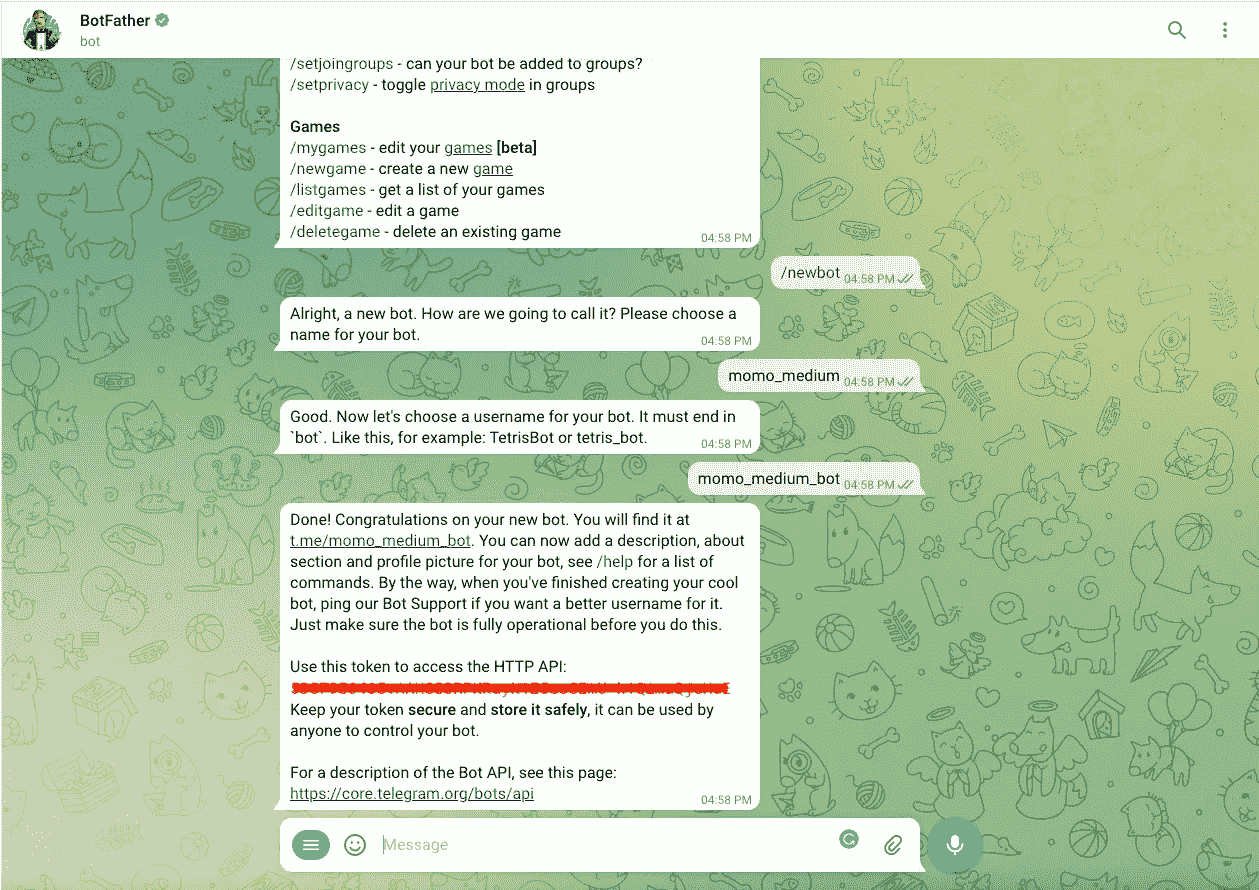 BotFather
bot
/setjoingroups - can your bot be added to groups?
/setprivacy - toggle privacy mode in groups
Games
/mygames - edit your games [beta]
/newgame - create a new game
/listgames - get a list of your games
/editgame - edit a game
/deletegame - delete an existing game
04:58 PM
/newbot 04:58 PM
Alright, a new bot. How are we going to call it? Please choose a
name for your bot.
04:58 PM
momo_medium 04:58 PM
Good. Now let's choose a username for your bot. It must end in
`bot`. Like this, for example: TetrisBot or tetris_bot.
04:58 PM
momo_medium_bot 04:58 PM
Done! Congratulations on your new bot. You will find it at
t.me/momo_medium_bot. You can now add a description, about
section and profile picture for your bot, see /help for a list of
commands. By the way, when you've finished creating your cool
bot, ping our Bot Support if you want a better username for it.
Just make sure the bot is fully operational before you do this.
Use this token to access the HTTP API:
Keep your token secure and store it safely, it can be used by
anyone to control your bot.
For a description of the Bot API, see this page:
https://core.telegram.org/bots/api
04:58 PM
Message